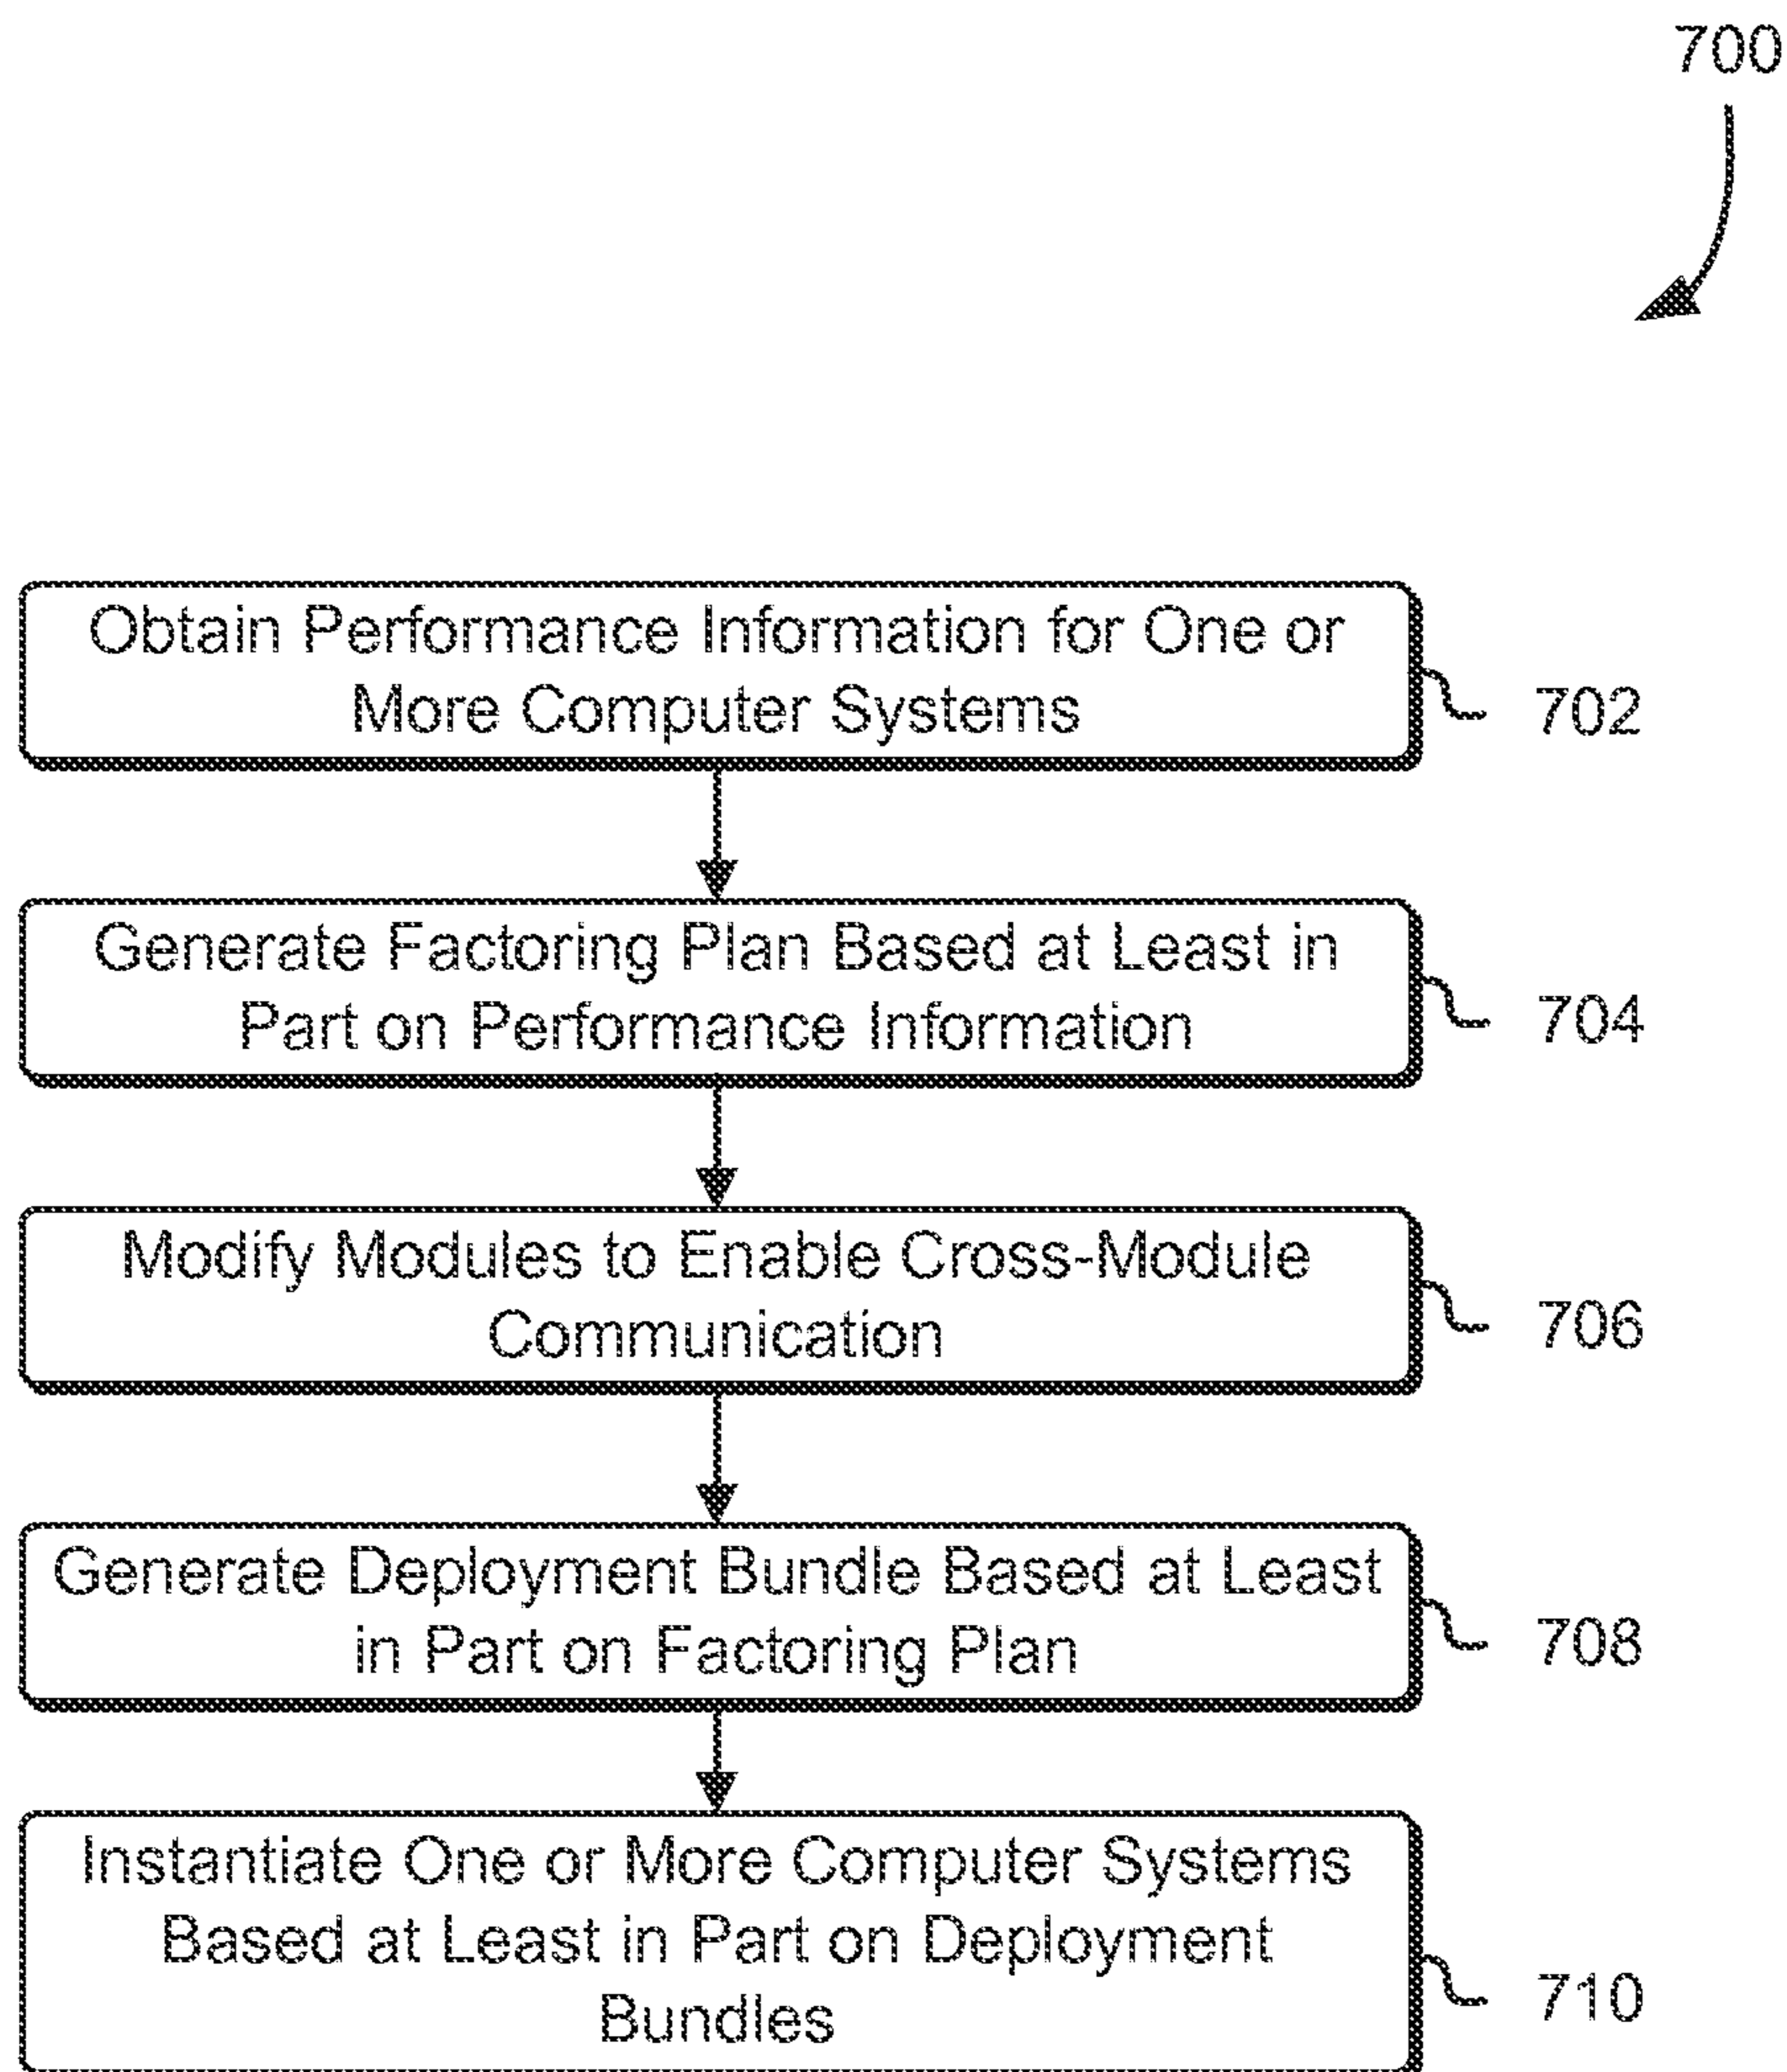 700
Obtain Performance Information for One or
More Computer Systems
702
Generate Factoring Plan Based at Least in
Part on Performance Information
704
Modify Modules to Enable Cross-Module
Communication
706
Generate Deployment Bundle Based at Least
in Part on Factoring Plan
708
Instantiate One or More Computer Systems
Based at Least in Part on Deployment
Bundles
710